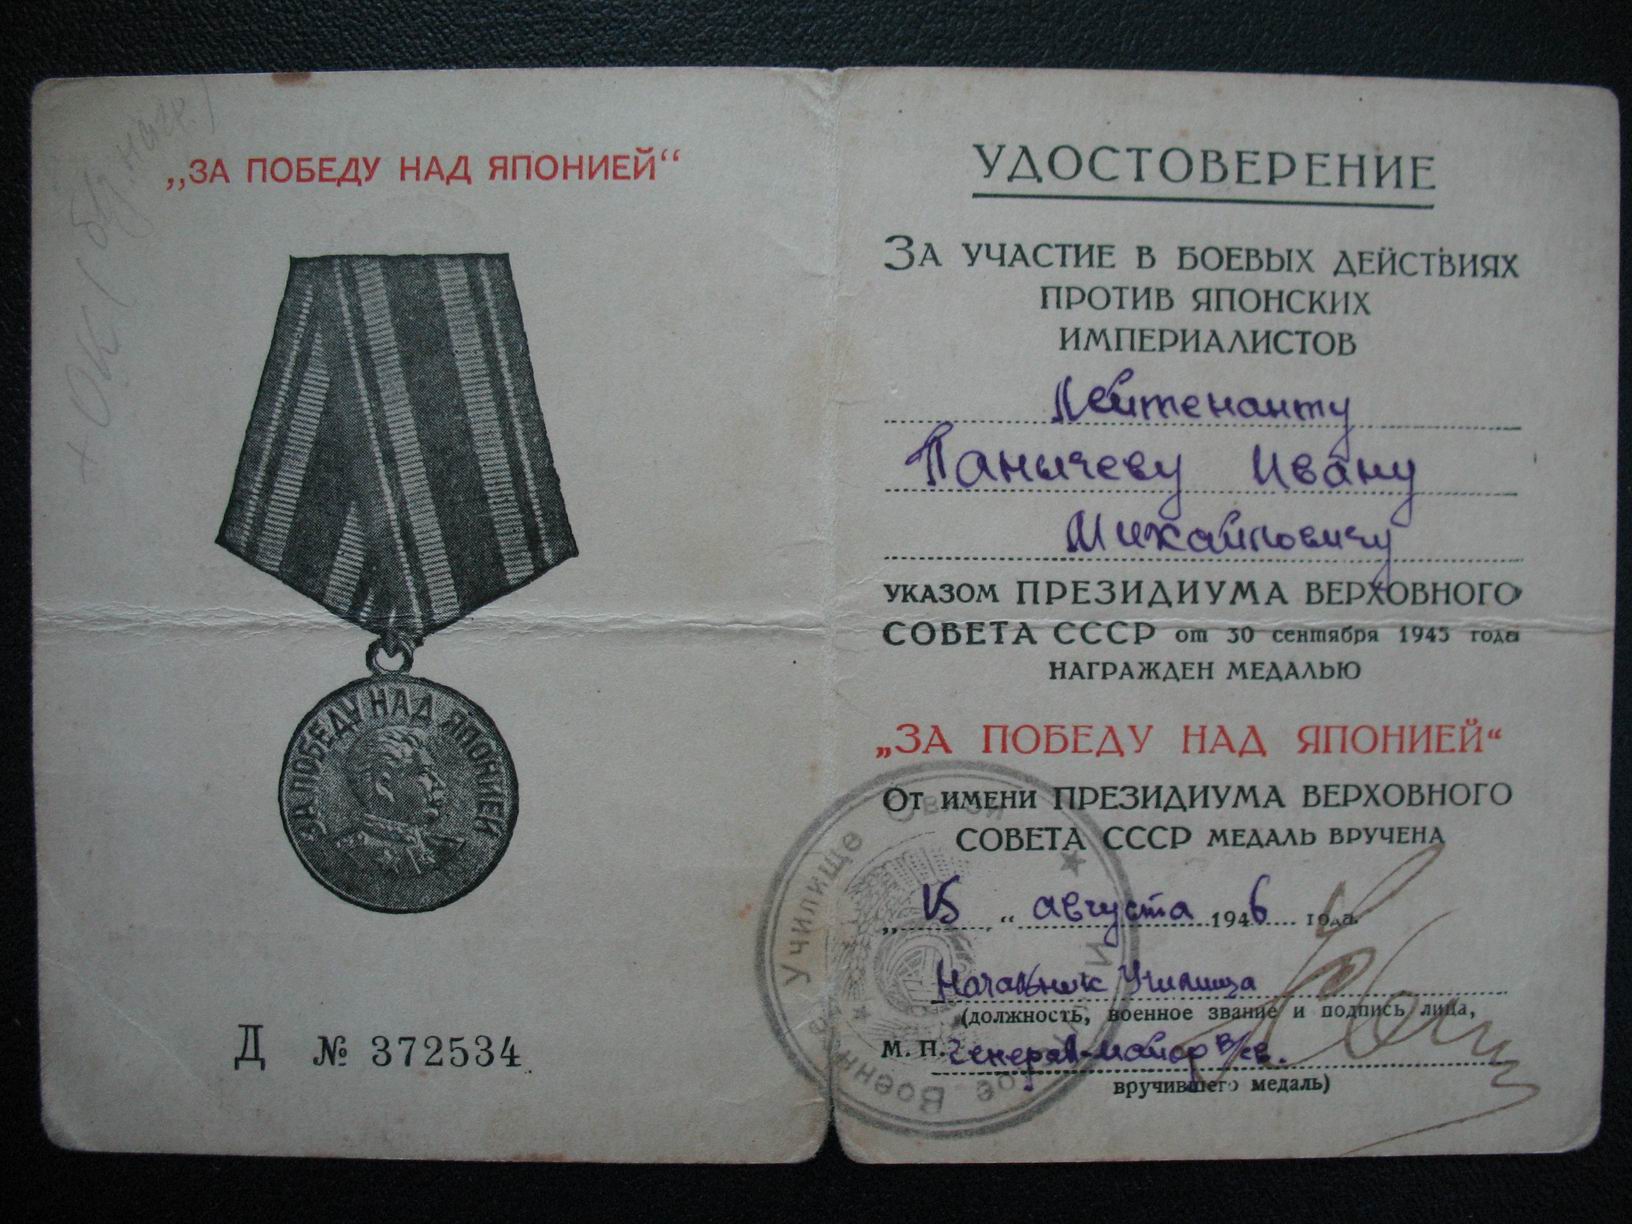 „ЗА ПОБЕДУ НАД ЯПОНИЕЙ“
ЗА ПОБЕДУ НАД ЯПОНИЕЙ
Д № 372534
УДОСТОВЕРЕНИЕ
ЗА УЧАСТИЕ В БОЕВЫХ ДЕЙСТВИЯХ
ПРОТИВ ЯПОНСКИХ
ИМПЕРИАЛИСТОВ
Лейтенанту
Панычеву Ивану
Михайловичу
УКАЗОМ ПРЕЗИДИУМА ВЕРХОВНОГО
СОВЕТА СССР от 30 сентября 1945 года
НАГРАЖДЕН МЕДАЛЬЮ
„ЗА ПОБЕДУ НАД ЯПОНИЕЙ“
ОТ ИМЕНИ ПРЕЗИДИУМА ВЕРХОВНОГО
СОВЕТА СССР МЕДАЛЬ ВРУЧЕНА
„15“ августа 1946 года
Начальник Училища
(должность, военное звание и подпись лица,
М. П. Генерал-майор в/св.
вручившего медаль)
Военное Училище Связи